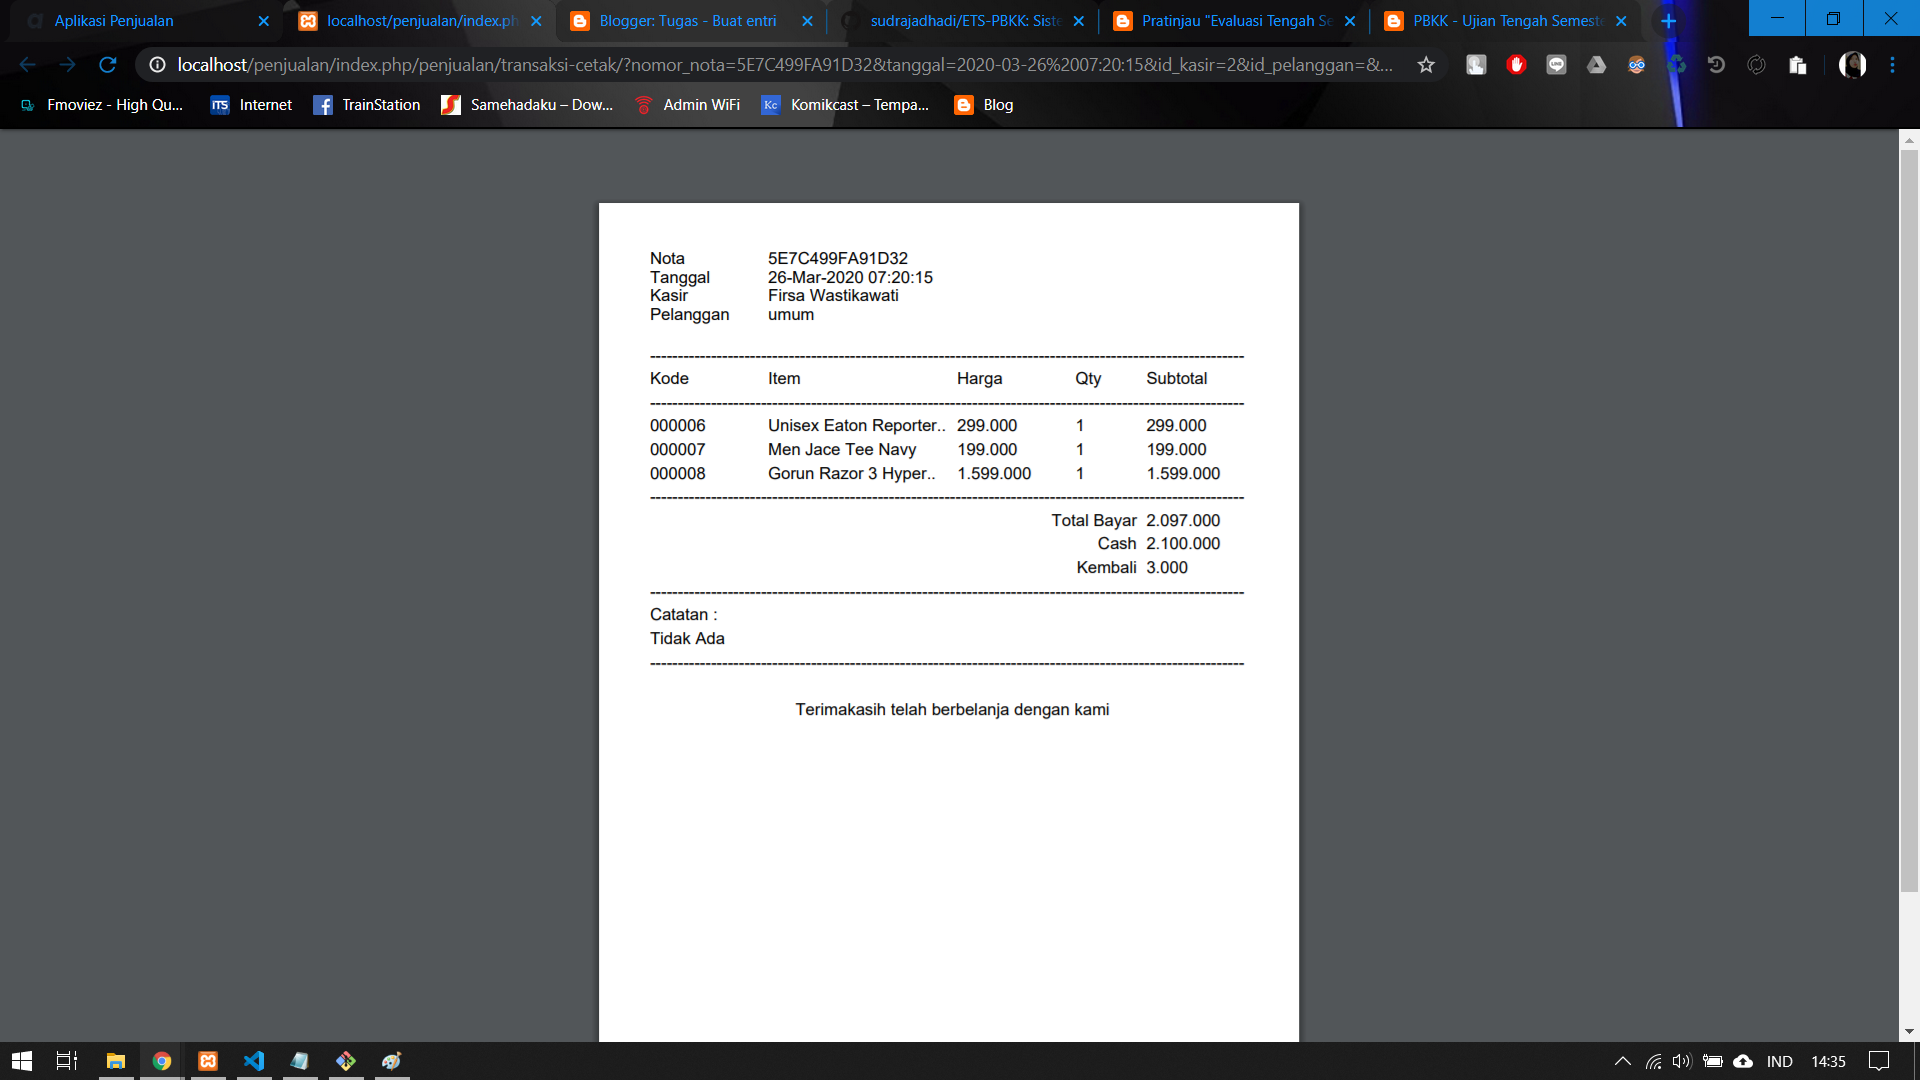 Aplikasi Penjualan
localhost/penjualan/index.ph
Blogger: Tugas - Buat entri
sudrajadhadi/ETS-PBKK: Siste
Pratinjau "Evaluasi Tengah Se
PBKK - Ujian Tengah Semeste
localhost/penjualan/index.php/penjualan/transaksi-cetak/?nomor_nota=5E7C499FA91D32&tanggal=2020-03-26%2007:20:15&id_kasir=2&id_pelanggan=&...
Fmoviez - High Qu...
ITS Internet
TrainStation
Samehadaku – Dow...
Admin WiFi
Kc Komikcast – Tempa...
Blog
Nota 5E7C499FA91D32
Tanggal 26-Mar-2020 07:20:15
Kasir Firsa Wastikawati
Pelanggan umum
Kode Item Harga Qty Subtotal
000006 Unisex Eaton Reporter.. 299.000 1 299.000
000007 Men Jace Tee Navy 199.000 1 199.000
000008 Gorun Razor 3 Hyper.. 1.599.000 1 1.599.000
Total Bayar 2.097.000
Cash 2.100.000
Kembali 3.000
Catatan :
Tidak Ada
Terimakasih telah berbelanja dengan kami
IND 14:35